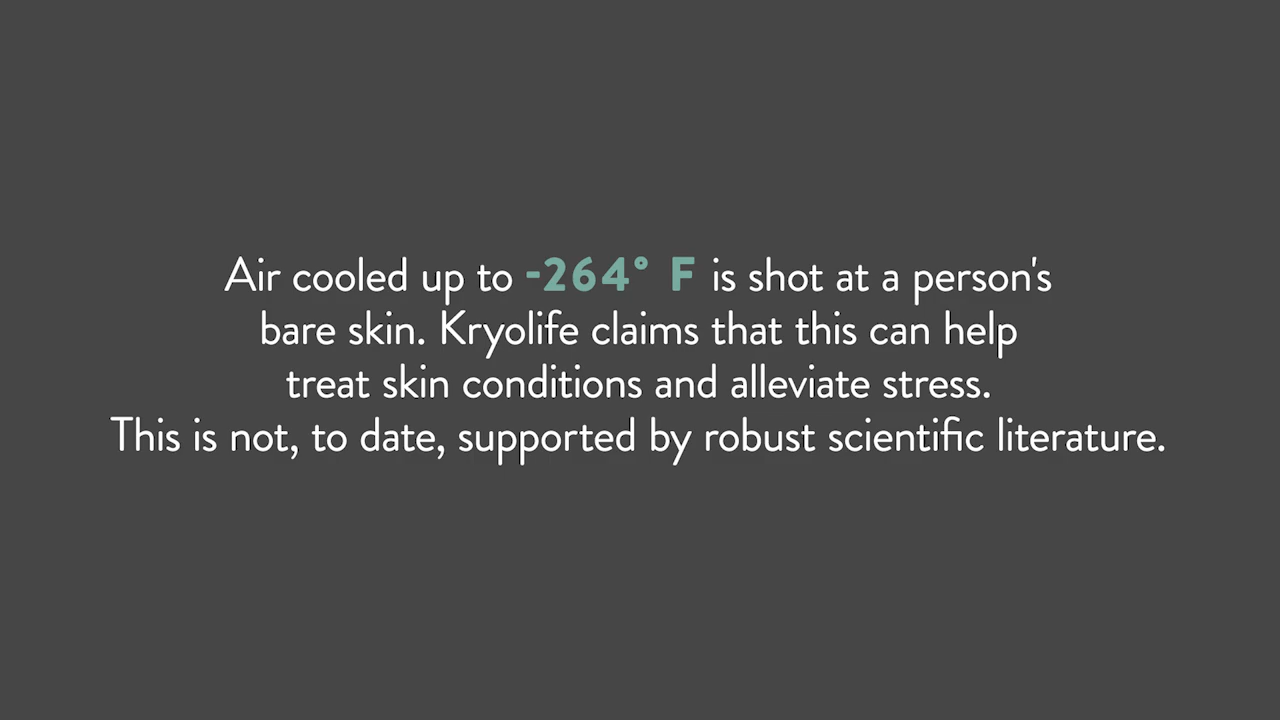 Air cooled up to -264° F is shot at a person's
bare skin. Kryolife claims that this can help
treat skin conditions and alleviate stress.
This is not, to date, supported by robust scientific literature.